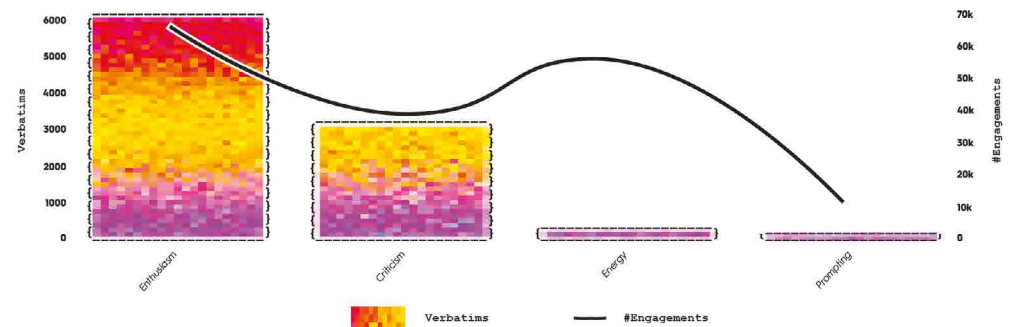 6000
5000
4000
3000
2000
1000
0
Verbatims
70k
60k
50k
40k
30k
20k
10k
0
#Engagements
Enthusiasm
Criticism
Energy
Prompting
Verbatims
#Engagements